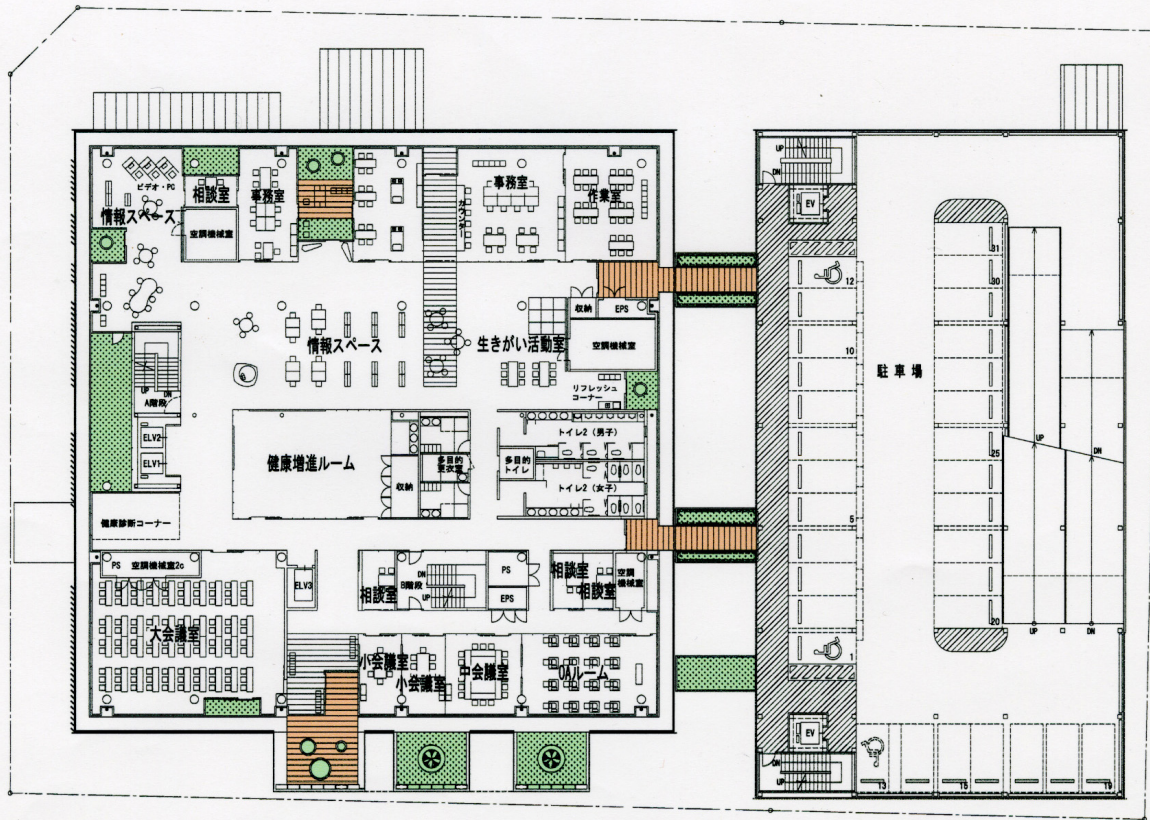 ビデオ・PC
情報スペース
相談室
空調機械室
事務室
カウンター
事務室
作業室
収納
EPS
空調機械室
情報スペース
生きがい活動室
リフレッシュ
コーナー
UP
DN
A階段
ELV2
ELV1
健康増進ルーム
収納
多目的
更衣室
多目的
トイレ
トイレ2(男子)
トイレ2(女子)
健康診断コーナー
PS
空調機械室2c
ELV3
相談室
DN
B階段
UP
PS
EPS
相談室
相談室
空調
機械室
大会議室
小会議室
小会議室
中会議室
OAルーム
UP
DN
EV
12
10
5
1
駐車場
31
30
25
20
UP
DN
UP
DN
EV
DN
UP
13
15
19